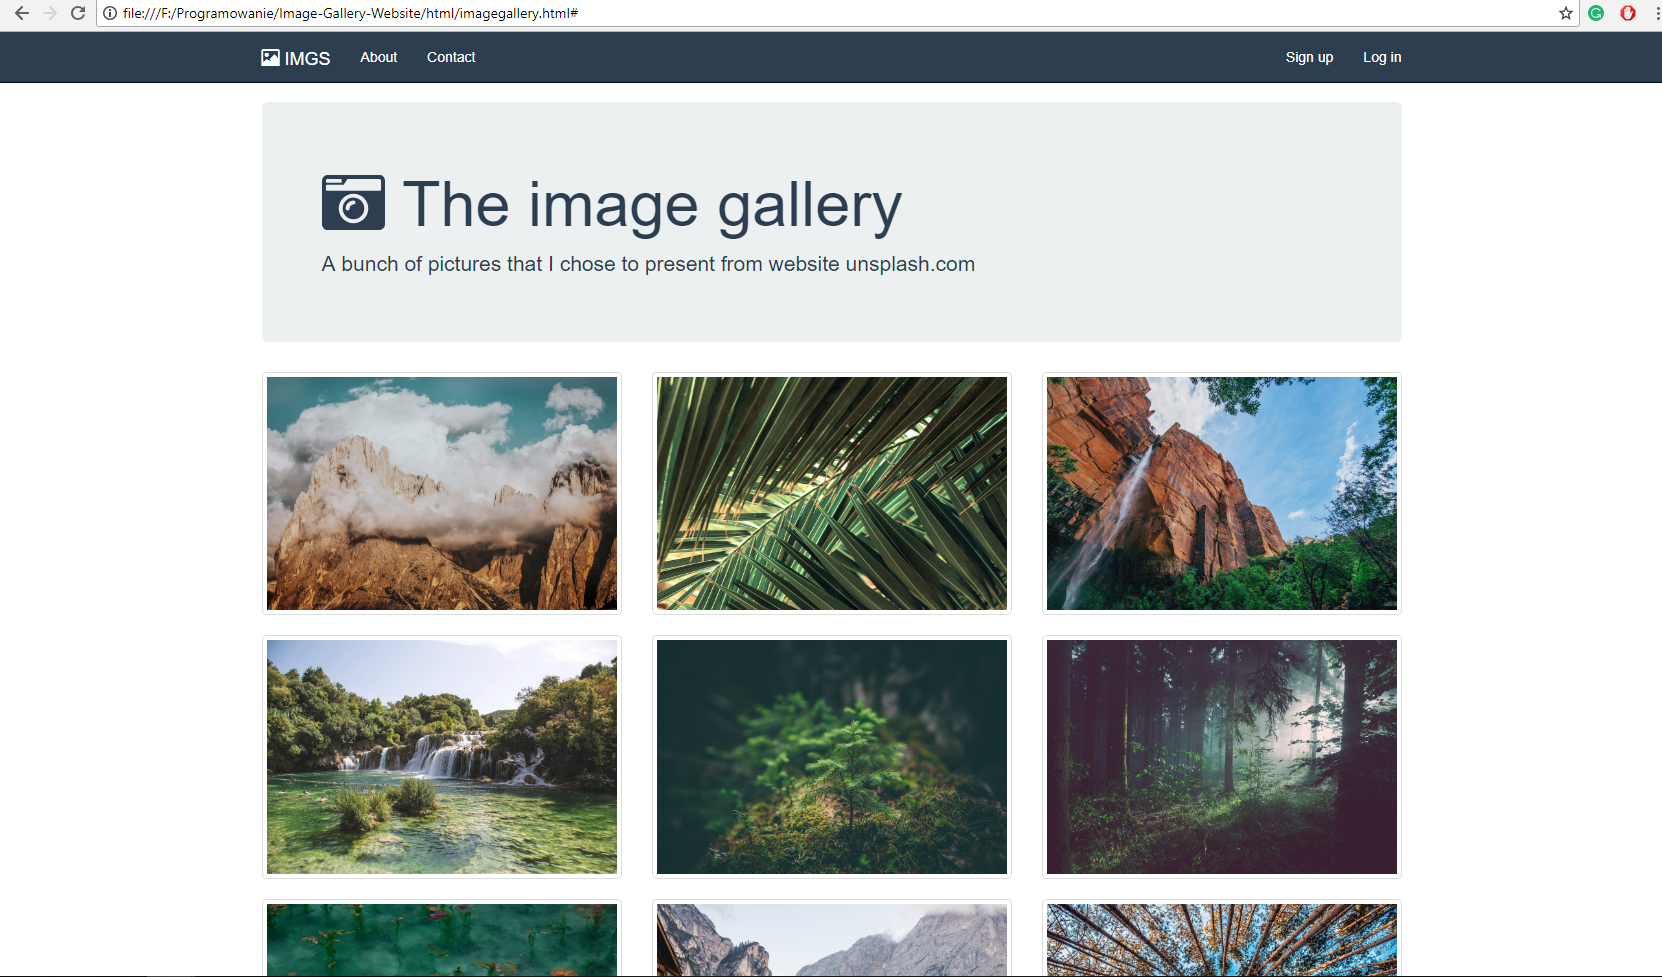 file:///F:/Programowanie/Image-Gallery-Website/html/imagegallery.html#
IMGS About Contact Sign up Log in
The image gallery
A bunch of pictures that I chose to present from website unsplash.com